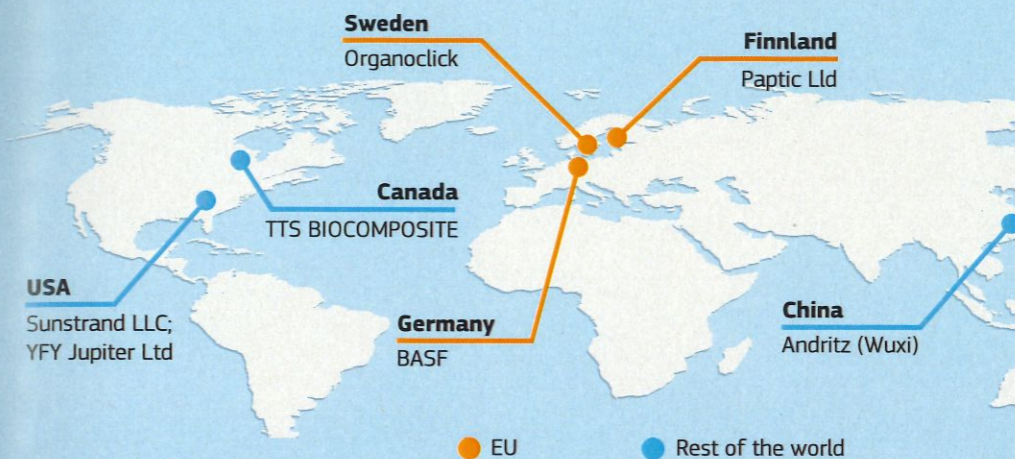 Sweden
Organoclick
Finnland
Paptic Lld
Canada
TTS BIOCOMPOSITE
USA
Sunstrand LLC;
YFY Jupiter Ltd
Germany
BASF
China
Andritz (Wuxi)
EU
Rest of the world